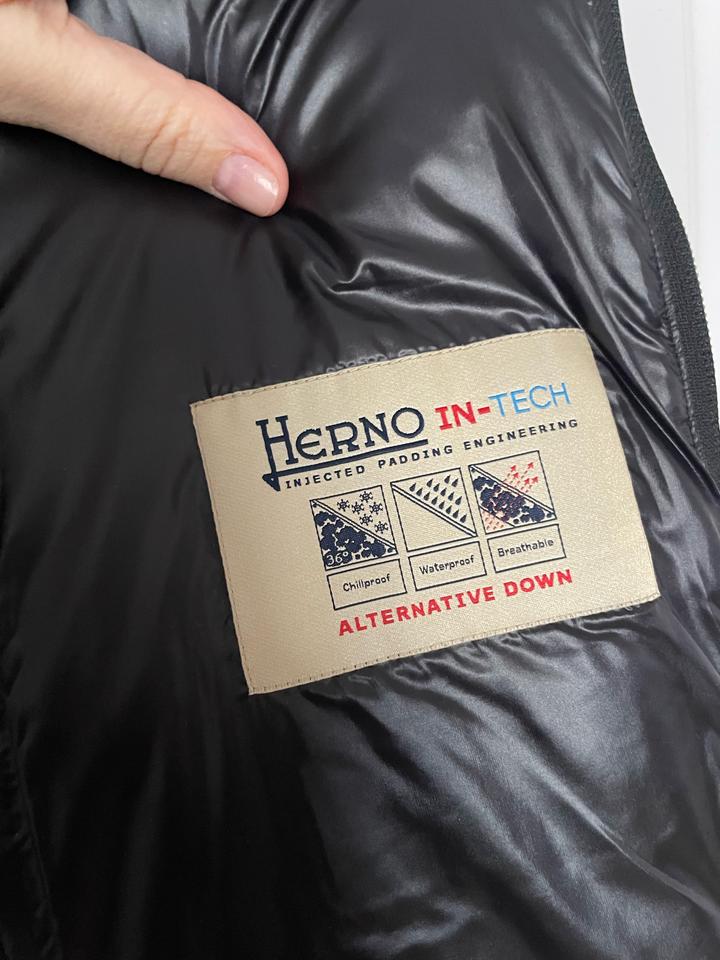 HERNO IN-TECH
INJECTED PADDING ENGINEERING
36°
Chillproof Waterproof Breathable
ALTERNATIVE DOWN